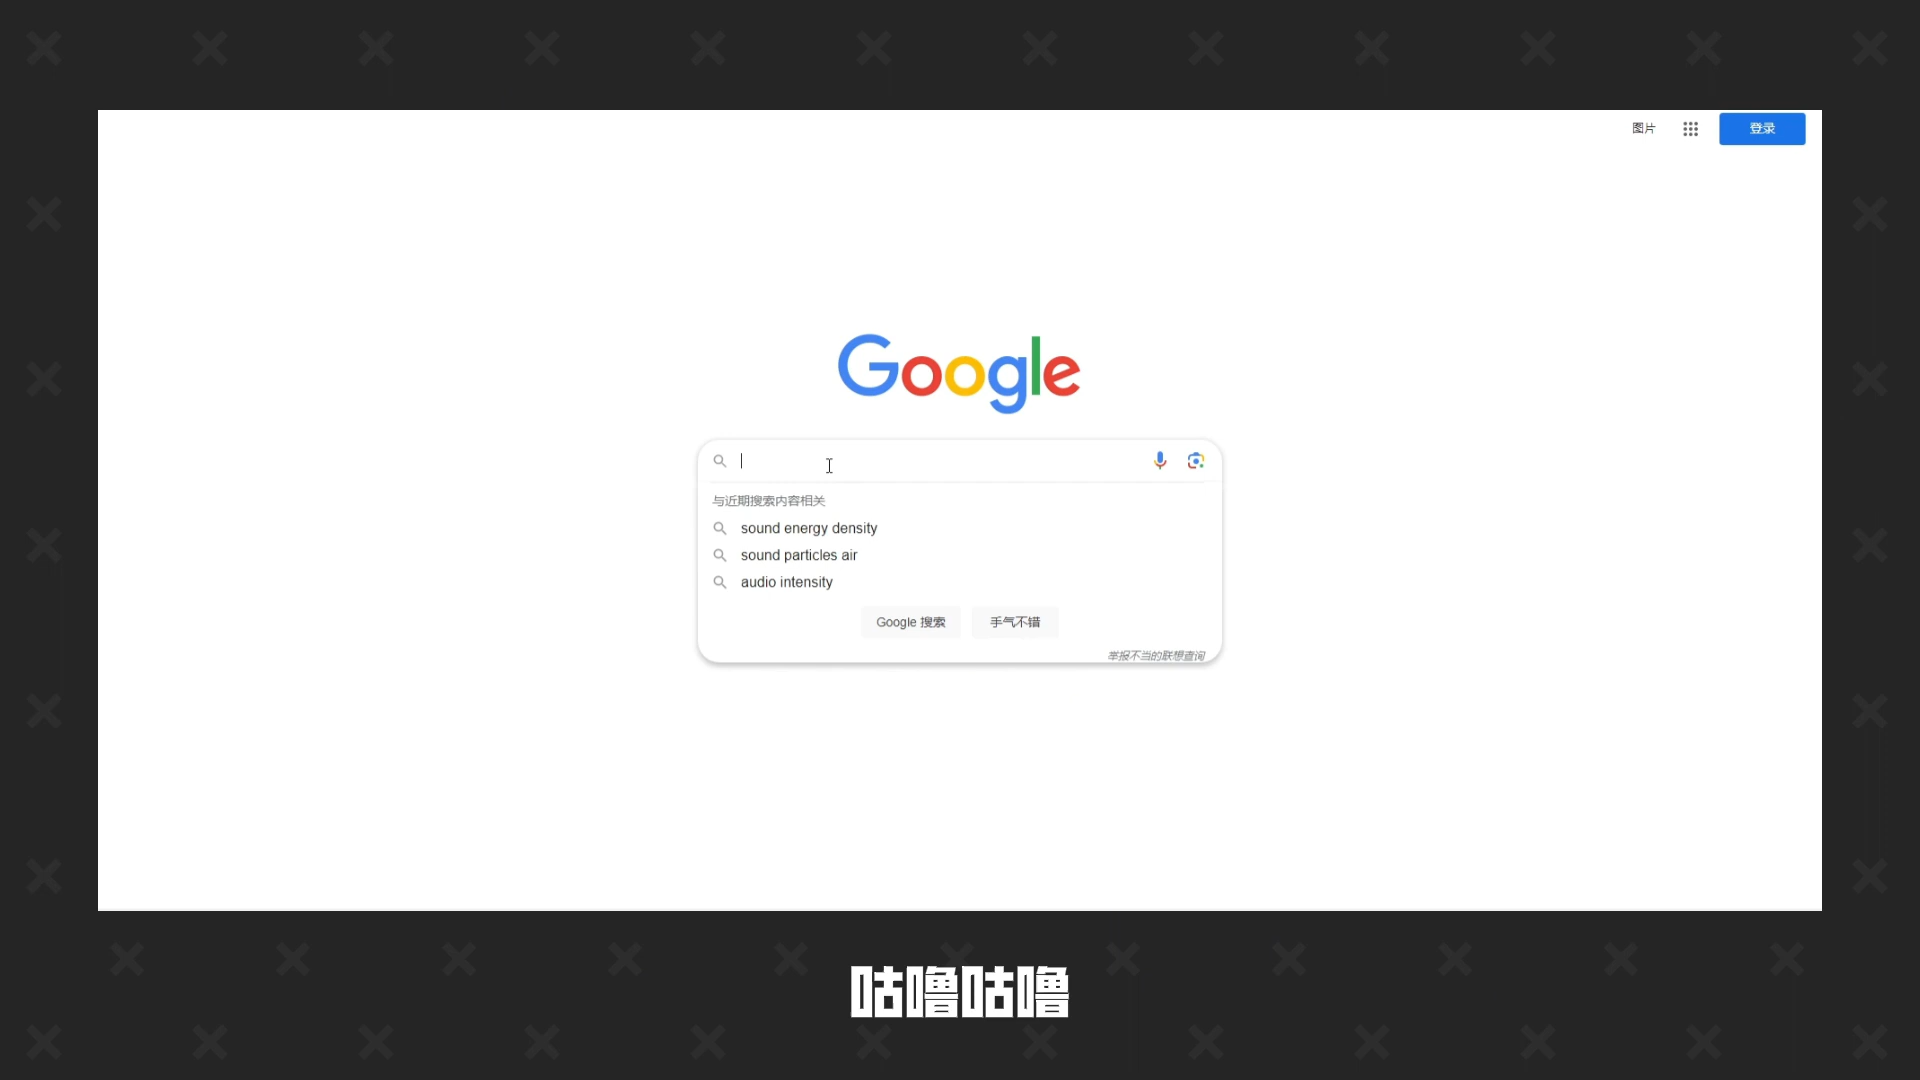 图片
登录
Google
与近期搜索内容相关
sound energy density
sound particles air
audio intensity
Google 搜索
手气不错
举报不当的联想查询
咕噜咕噜